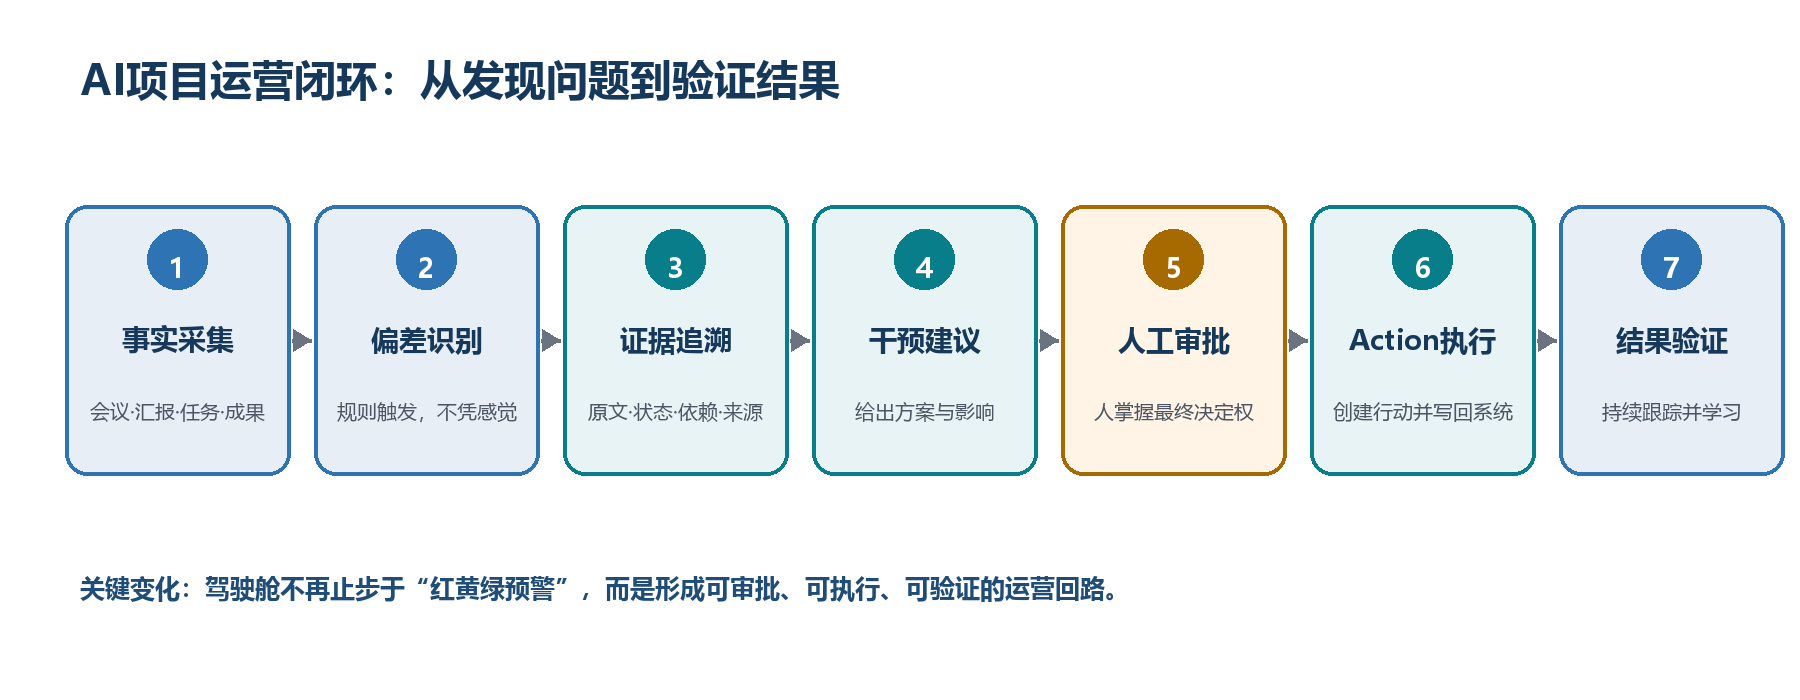 AI项目运营闭环：从发现问题到验证结果
1
事实采集
会议·汇报·任务·成果
2
偏差识别
规则触发，不凭感觉
3
证据追溯
原文·状态·依赖·来源
4
干预建议
给出方案与影响
5
人工审批
人掌握最终决定权
6
Action执行
创建行动并写回系统
7
结果验证
持续跟踪并学习
关键变化：驾驶舱不再止步于“红黄绿预警”，而是形成可审批、可执行、可验证的运营回路。